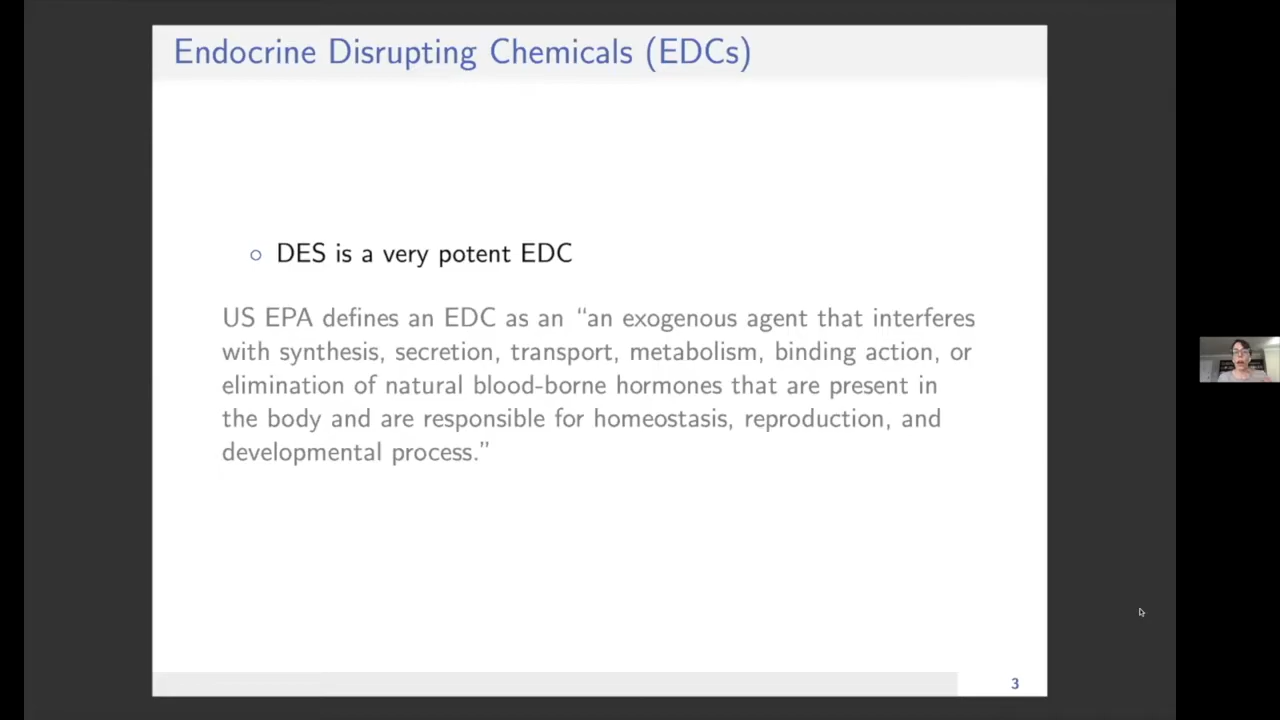 Endocrine Disrupting Chemicals (EDCs)
DES is a very potent EDC
US EPA defines an EDC as an “an exogenous agent that interferes
with synthesis, secretion, transport, metabolism, binding action, or
elimination of natural blood-borne hormones that are present in
the body and are responsible for homeostasis, reproduction, and
developmental process.”
3